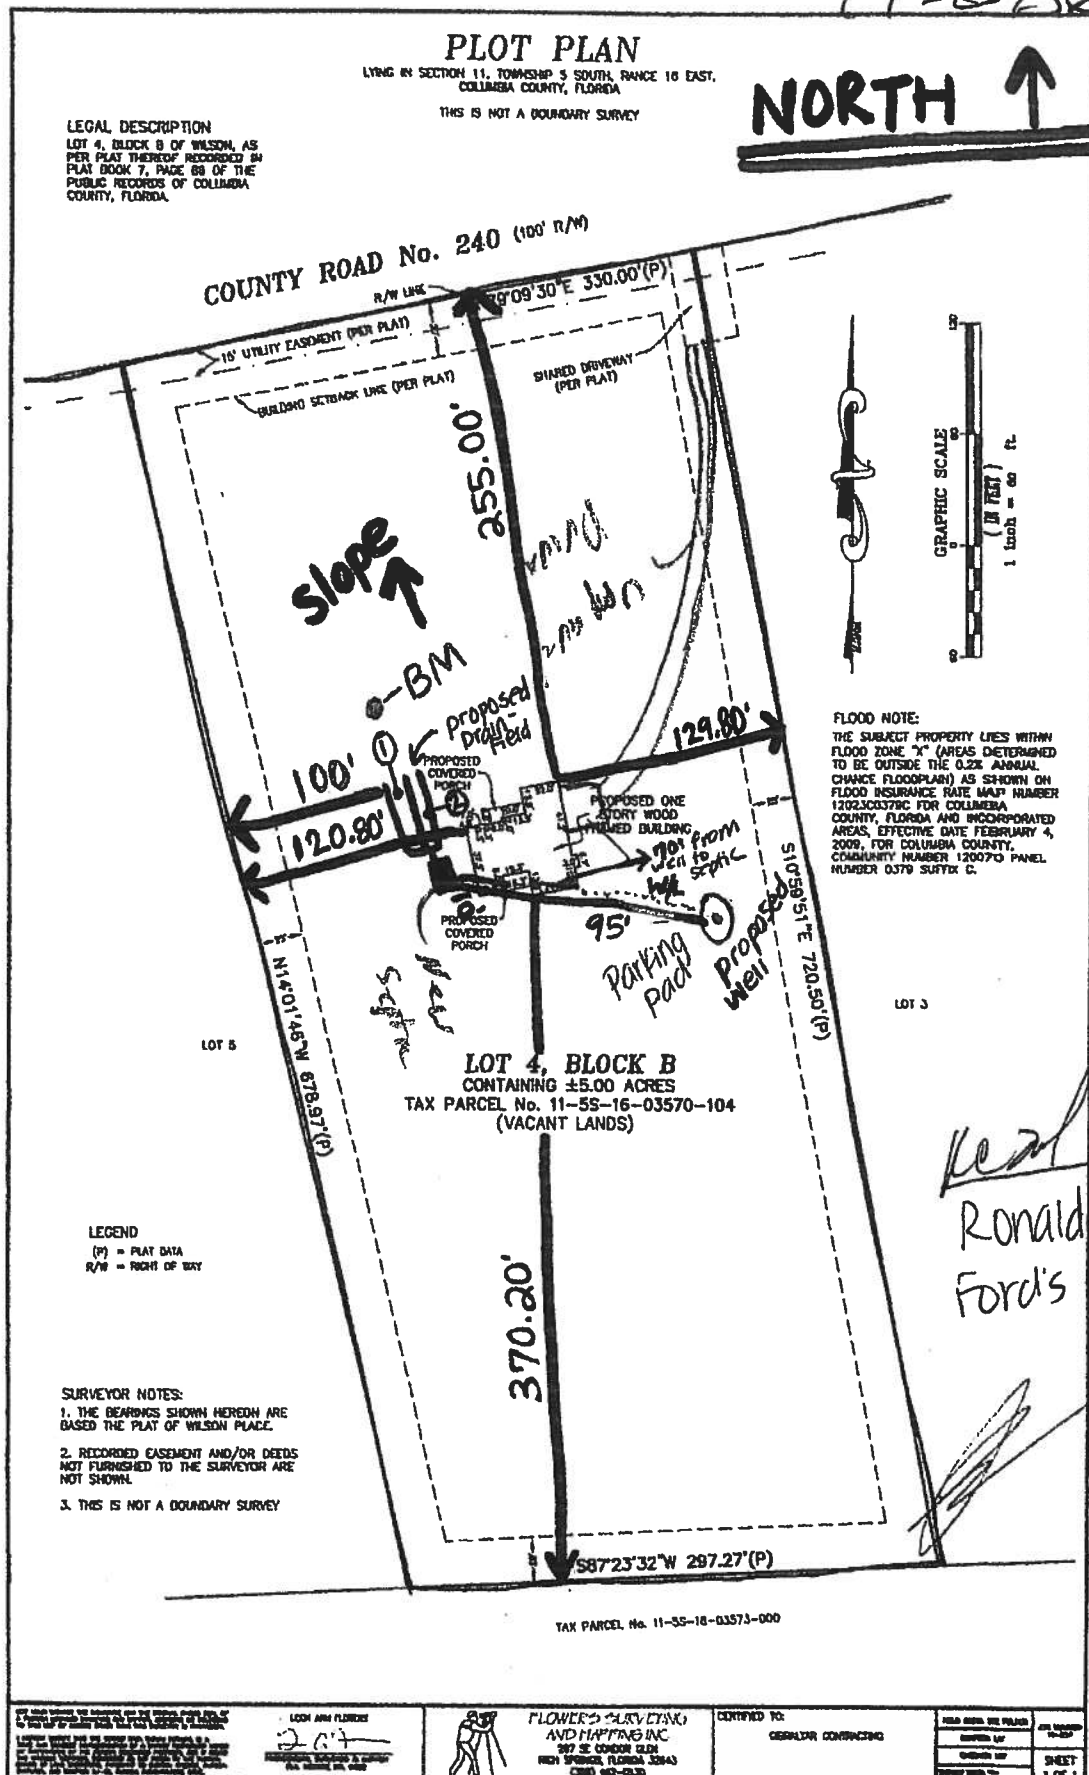 PLOT PLAN
LYING IN SECTION 11, TOWNSHIP 5 SOUTH, RANGE 16 EAST,
COLUMBIA COUNTY, FLORIDA
THIS IS NOT A BOUNDARY SURVEY
NORTH
LEGAL DESCRIPTION
LOT 4, BLOCK B OF WILSON, AS
PER PLAT THEREOF RECORDED IN
PLAT BOOK 7, PAGE 68 OF THE
PUBLIC RECORDS OF COLUMBIA
COUNTY, FLORIDA.
COUNTY ROAD No. 240 (100' R/W)
R/W LINE
79°09'30"E 330.00'(P)
15' UTILITY EASEMENT (PER PLAT)
BUILDING SETBACK LINE (PER PLAT)
SHARED DRIVEWAY
(PER PLAT)
255.00'
Slope
BM
proposed
Drain-
field
1
2
100'
120.80'
129.80'
PROPOSED
COVERED
PORCH
PROPOSED ONE
STORY WOOD
FRAMED BUILDING
70' from
well to
septic
W/L
95'
PROPOSED
COVERED
PORCH
Parking
pad
proposed
well
New
Septic
GRAPHIC SCALE
( IN FEET )
1 inch = 60 ft.
FLOOD NOTE:
THE SUBJECT PROPERTY LIES WITHIN
FLOOD ZONE "X" (AREAS DETERMINED
TO BE OUTSIDE THE 0.2% ANNUAL
CHANCE FLOODPLAIN) AS SHOWN ON
FLOOD INSURANCE RATE MAP NUMBER
12023C0379C FOR COLUMBIA
COUNTY, FLORIDA AND INCORPORATED
AREAS, EFFECTIVE DATE FEBRUARY 4,
2009, FOR COLUMBIA COUNTY,
COMMUNITY NUMBER 120070 PANEL
NUMBER 0379 SUFFIX C.
S10°59'51"E 720.50'(P)
N14°01'46"W 678.97'(P)
LOT 5
LOT 3
LOT 4, BLOCK B
CONTAINING ±5.00 ACRES
TAX PARCEL No. 11-5S-16-03570-104
(VACANT LANDS)
Ronald
Ford's
LEGEND
(P) = PLAT DATA
R/W = RIGHT OF WAY
370.20'
SURVEYOR NOTES:
1. THE BEARINGS SHOWN HEREON ARE
BASED THE PLAT OF WILSON PLACE.
2. RECORDED EASEMENT AND/OR DEEDS
NOT FURNISHED TO THE SURVEYOR ARE
NOT SHOWN.
3. THIS IS NOT A BOUNDARY SURVEY
S87°23'32"W 297.27'(P)
TAX PARCEL No. 11-5S-16-03573-000
FLOWERS SURVEYING
AND MAPPING INC.
CERTIFIED TO:
GIBRALTAR CONTRACTING
SHEET
1 OF 1